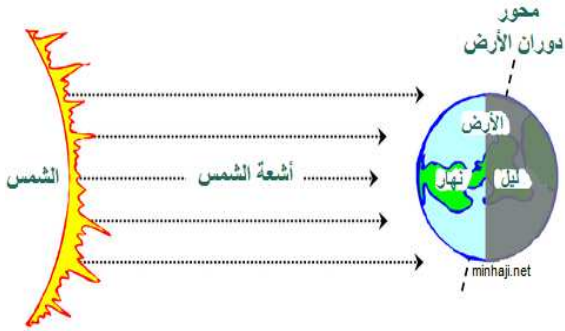 محور
دوران الأرض
الأرض
الشمس
أشعة الشمس
نهار
ليل
minhaji.net